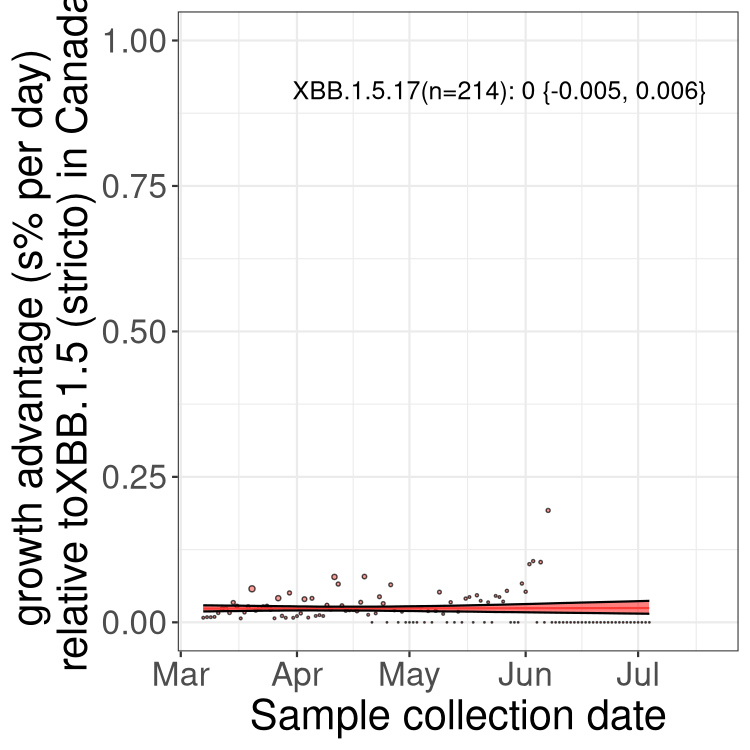 growth advantage (s% per day)
relative toXBB.1.5 (stricto) in Canada
1.00
0.75
0.50
0.25
0.00
XBB.1.5.17(n=214): 0 {-0.005, 0.006}
Mar Apr May Jun Jul
Sample collection date